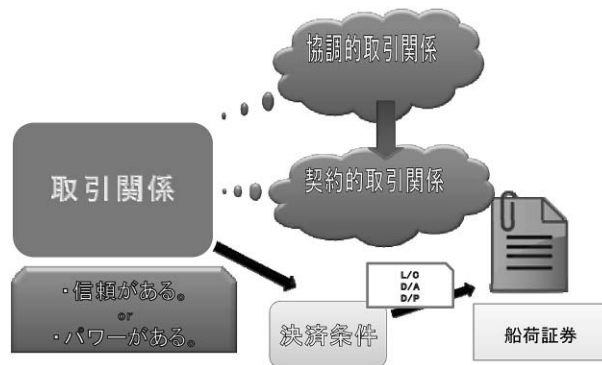 協調的取引関係
取引関係
契約的取引関係
・信頼がある。
or
・パワーがある。
L/C
D/A
D/P
決済条件
船荷証券